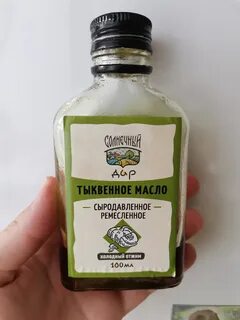 СОЛНЕЧНЫЙ
дар
ТЫКВЕННОЕ МАСЛО
СЫРОДАВЛЕННОЕ
РЕМЕСЛЕННОЕ
ХОЛОДНЫЙ ОТЖИМ
100мл